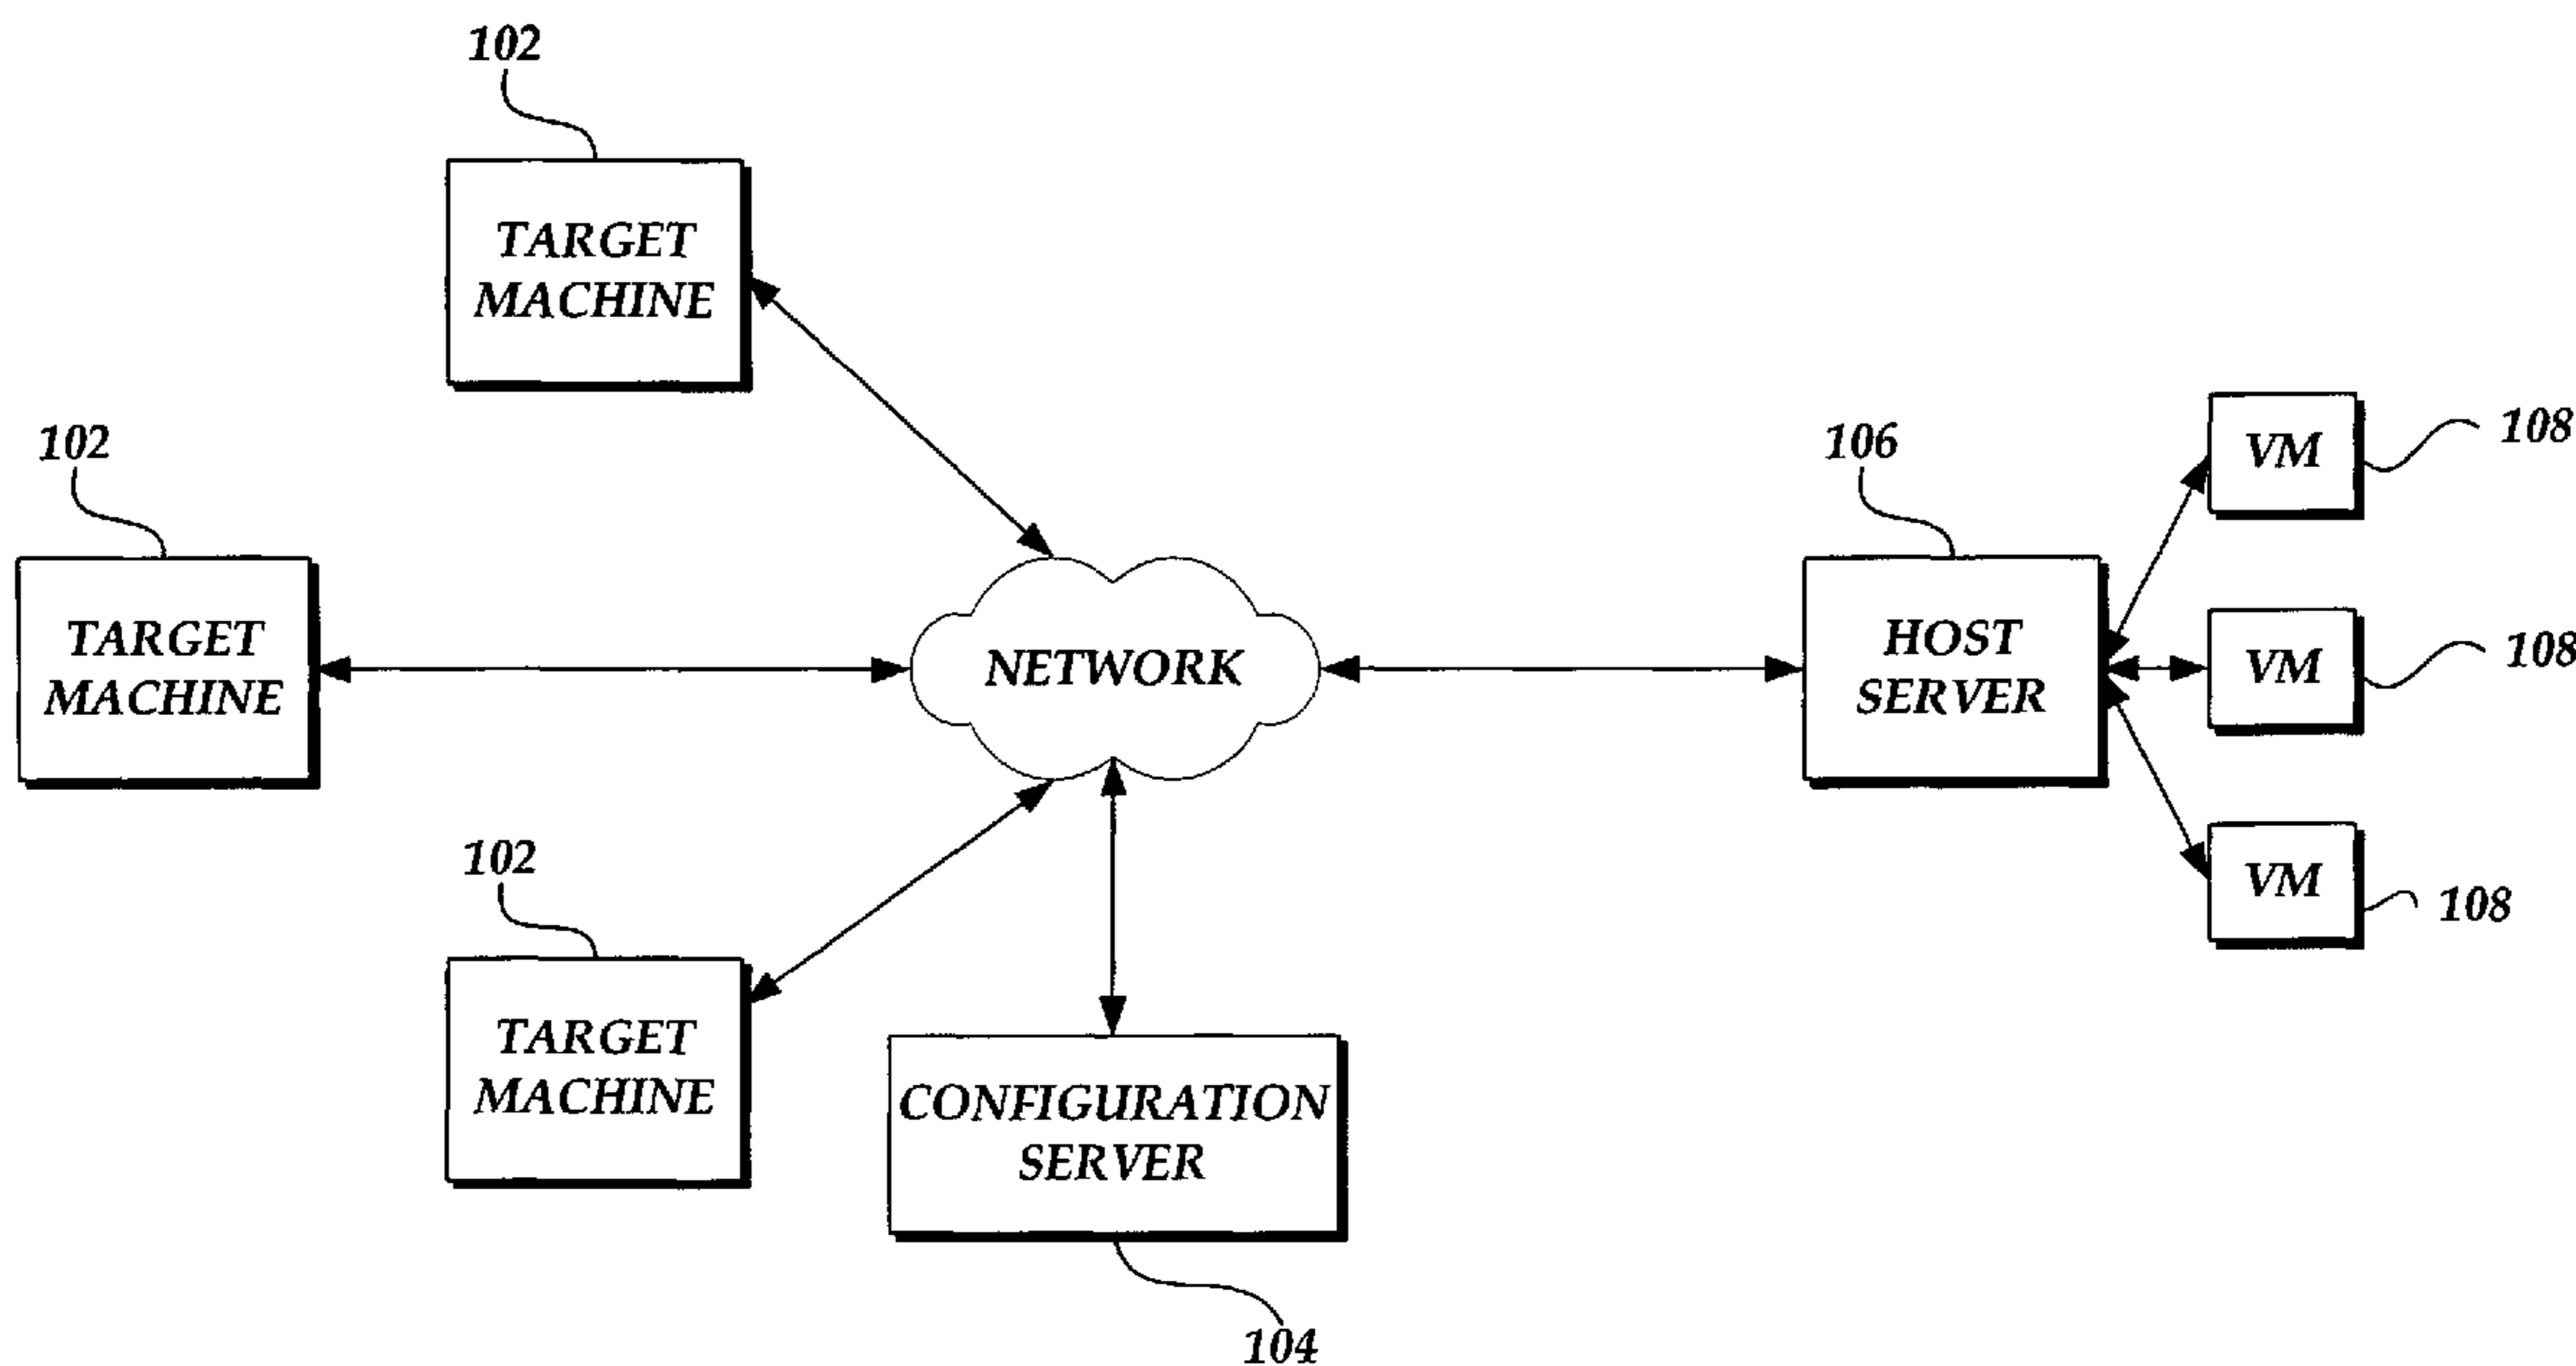 102
TARGET
MACHINE
102
TARGET
MACHINE
102
TARGET
MACHINE
NETWORK
CONFIGURATION
SERVER
104
106
HOST
SERVER
VM
108
VM
108
VM
108